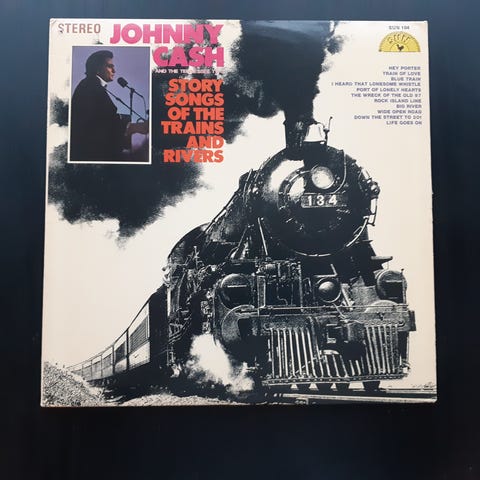 STEREO
JOHNNY
CASH
AND THE TENNESSEE TWO
STORY
SONGS
OF THE
TRAINS
AND
RIVERS
SUN 104
SUN
HEY PORTER
TRAIN OF LOVE
BLUE TRAIN
I HEARD THAT LONESOME WHISTLE
PORT OF LONELY HEARTS
THE WRECK OF THE OLD 97
ROCK ISLAND LINE
BIG RIVER
WIDE OPEN ROAD
DOWN THE STREET TO 301
LIFE GOES ON
134